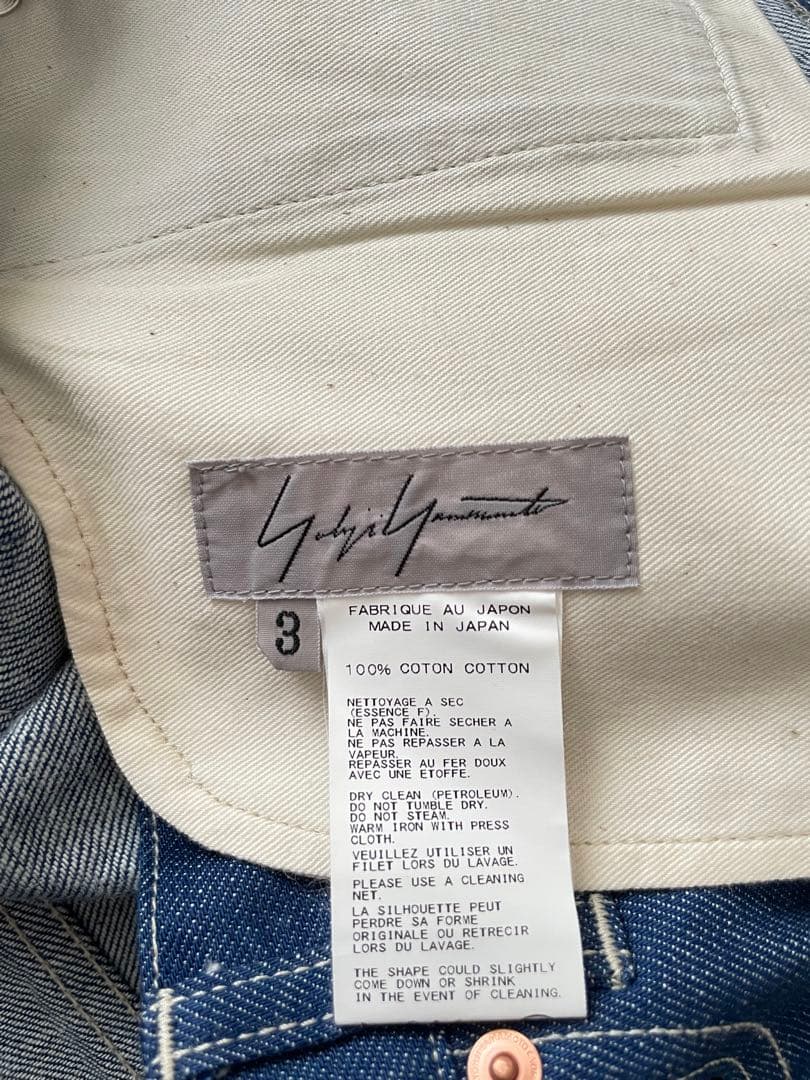 Yohji Yamamoto
3
FABRIQUE AU JAPON
MADE IN JAPAN
100% COTON COTTON
NETTOYAGE A SEC
(ESSENCE F).
NE PAS FAIRE SECHER A
LA MACHINE.
NE PAS REPASSER A LA
VAPEUR.
REPASSER AU FER DOUX
AVEC UNE ETOFFE.
DRY CLEAN (PETROLEUM).
DO NOT TUMBLE DRY.
DO NOT STEAM.
WARM IRON WITH PRESS
CLOTH.
VEUILLEZ UTILISER UN
FILET LORS DU LAVAGE.
PLEASE USE A CLEANING
NET.
LA SILHOUETTE PEUT
PERDRE SA FORME
ORIGINALE OU RETRECIR
LORS DU LAVAGE.
THE SHAPE COULD SLIGHTLY
COME DOWN OR SHRINK
IN THE EVENT OF CLEANING.